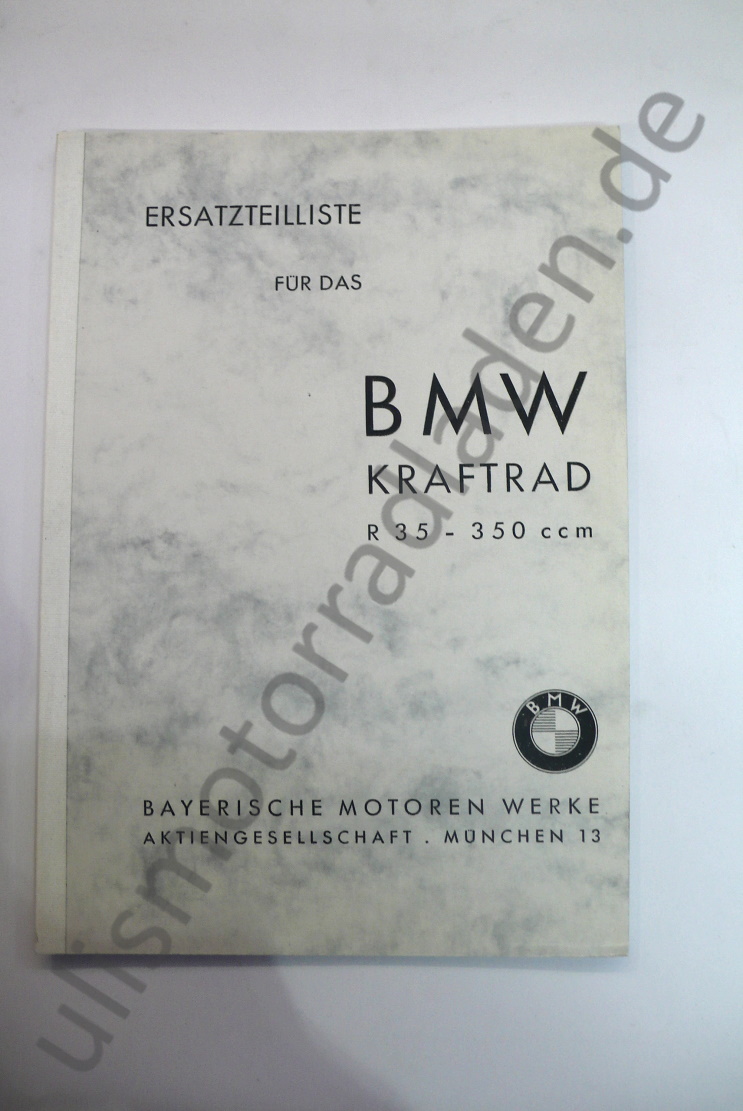 ERSATZTEILLISTE
FÜR DAS
BMW
KRAFTRAD
R 35 - 350 ccm
BMW
BAYERISCHE MOTOREN WERKE
AKTIENGESELLSCHAFT . MÜNCHEN 13
ulismotorradladen.de